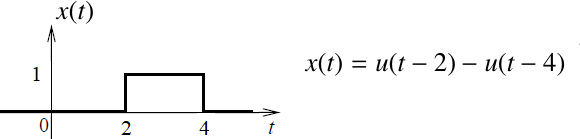 x(t)
1
x(t) = u(t − 2) − u(t − 4)
0 2 4 t